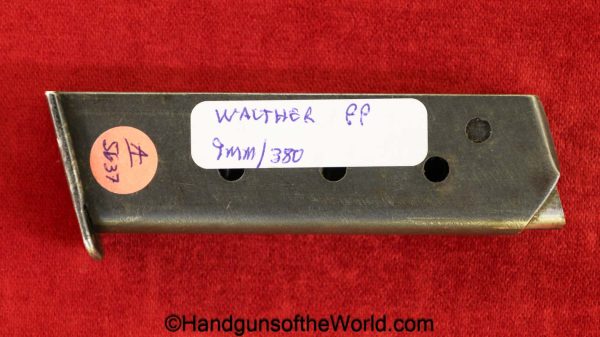 WALTHER PP
9mm/380
A
5637
©HandgunsoftheWorld.com